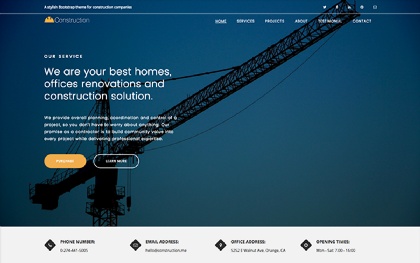 A stylish Bootstrap theme for construction companies
Construction
HOME SERVICES PROJECTS ABOUT TESTIMONIAL CONTACT
OUR SERVICE
We are your best homes,
offices renovations and
construction solution.
We provide overall planning, coordination and control of a
project, so you don't have to worry about anything. Our
promise as a contractor is to build community value into
every project while delivering professional expertise.
PURCHASE LEARN MORE
PHONE NUMBER: EMAIL ADDRESS: OFFICE ADDRESS: OPENING TIMES:
hello@construction.me 5252 E Walnut Ave. Orange, CA Mon - Sat: 7:00 - 16:00